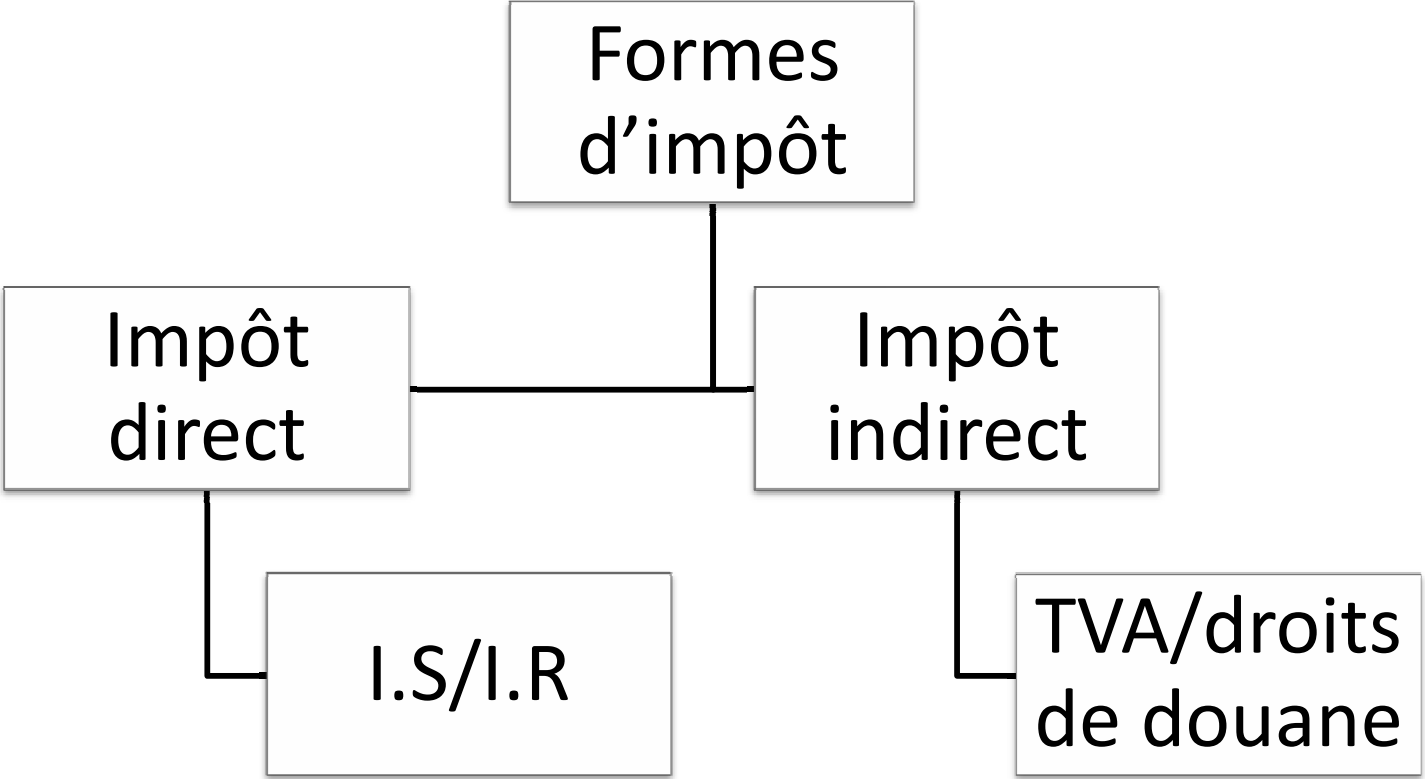 Formes
d’impôt
Impôt
direct
Impôt
indirect
I.S/I.R
TVA/droits
de douane